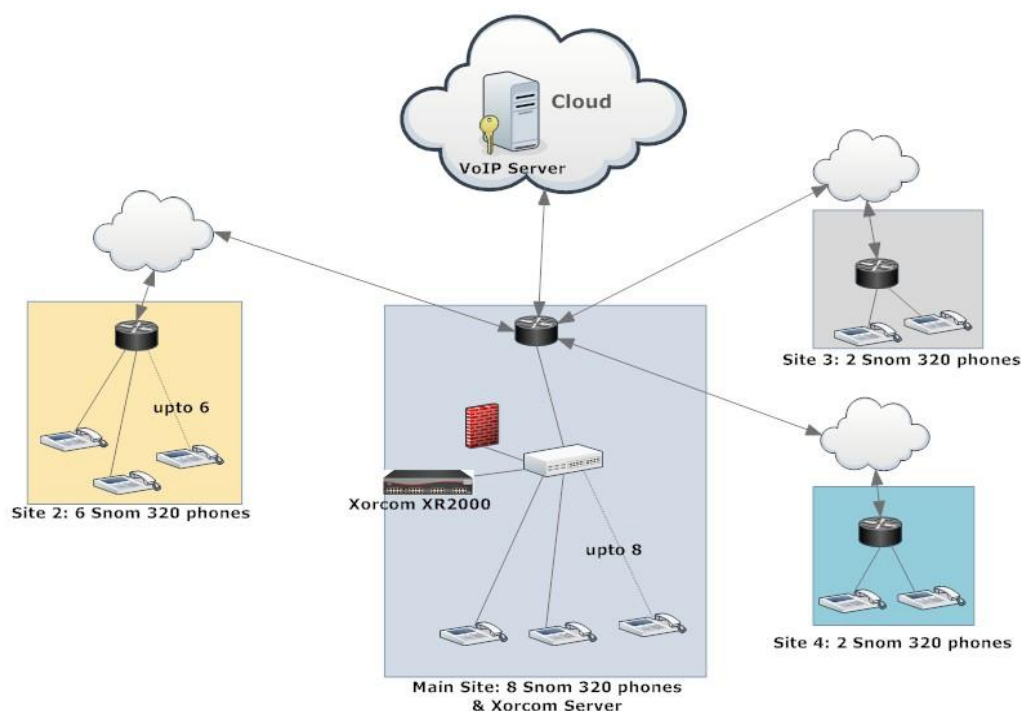 Cloud
VoIP Server
upto 6
Site 2: 6 Snom 320 phones
Xorcom XR2000
upto 8
Main Site: 8 Snom 320 phones
& Xorcom Server
Site 3: 2 Snom 320 phones
Site 4: 2 Snom 320 phones